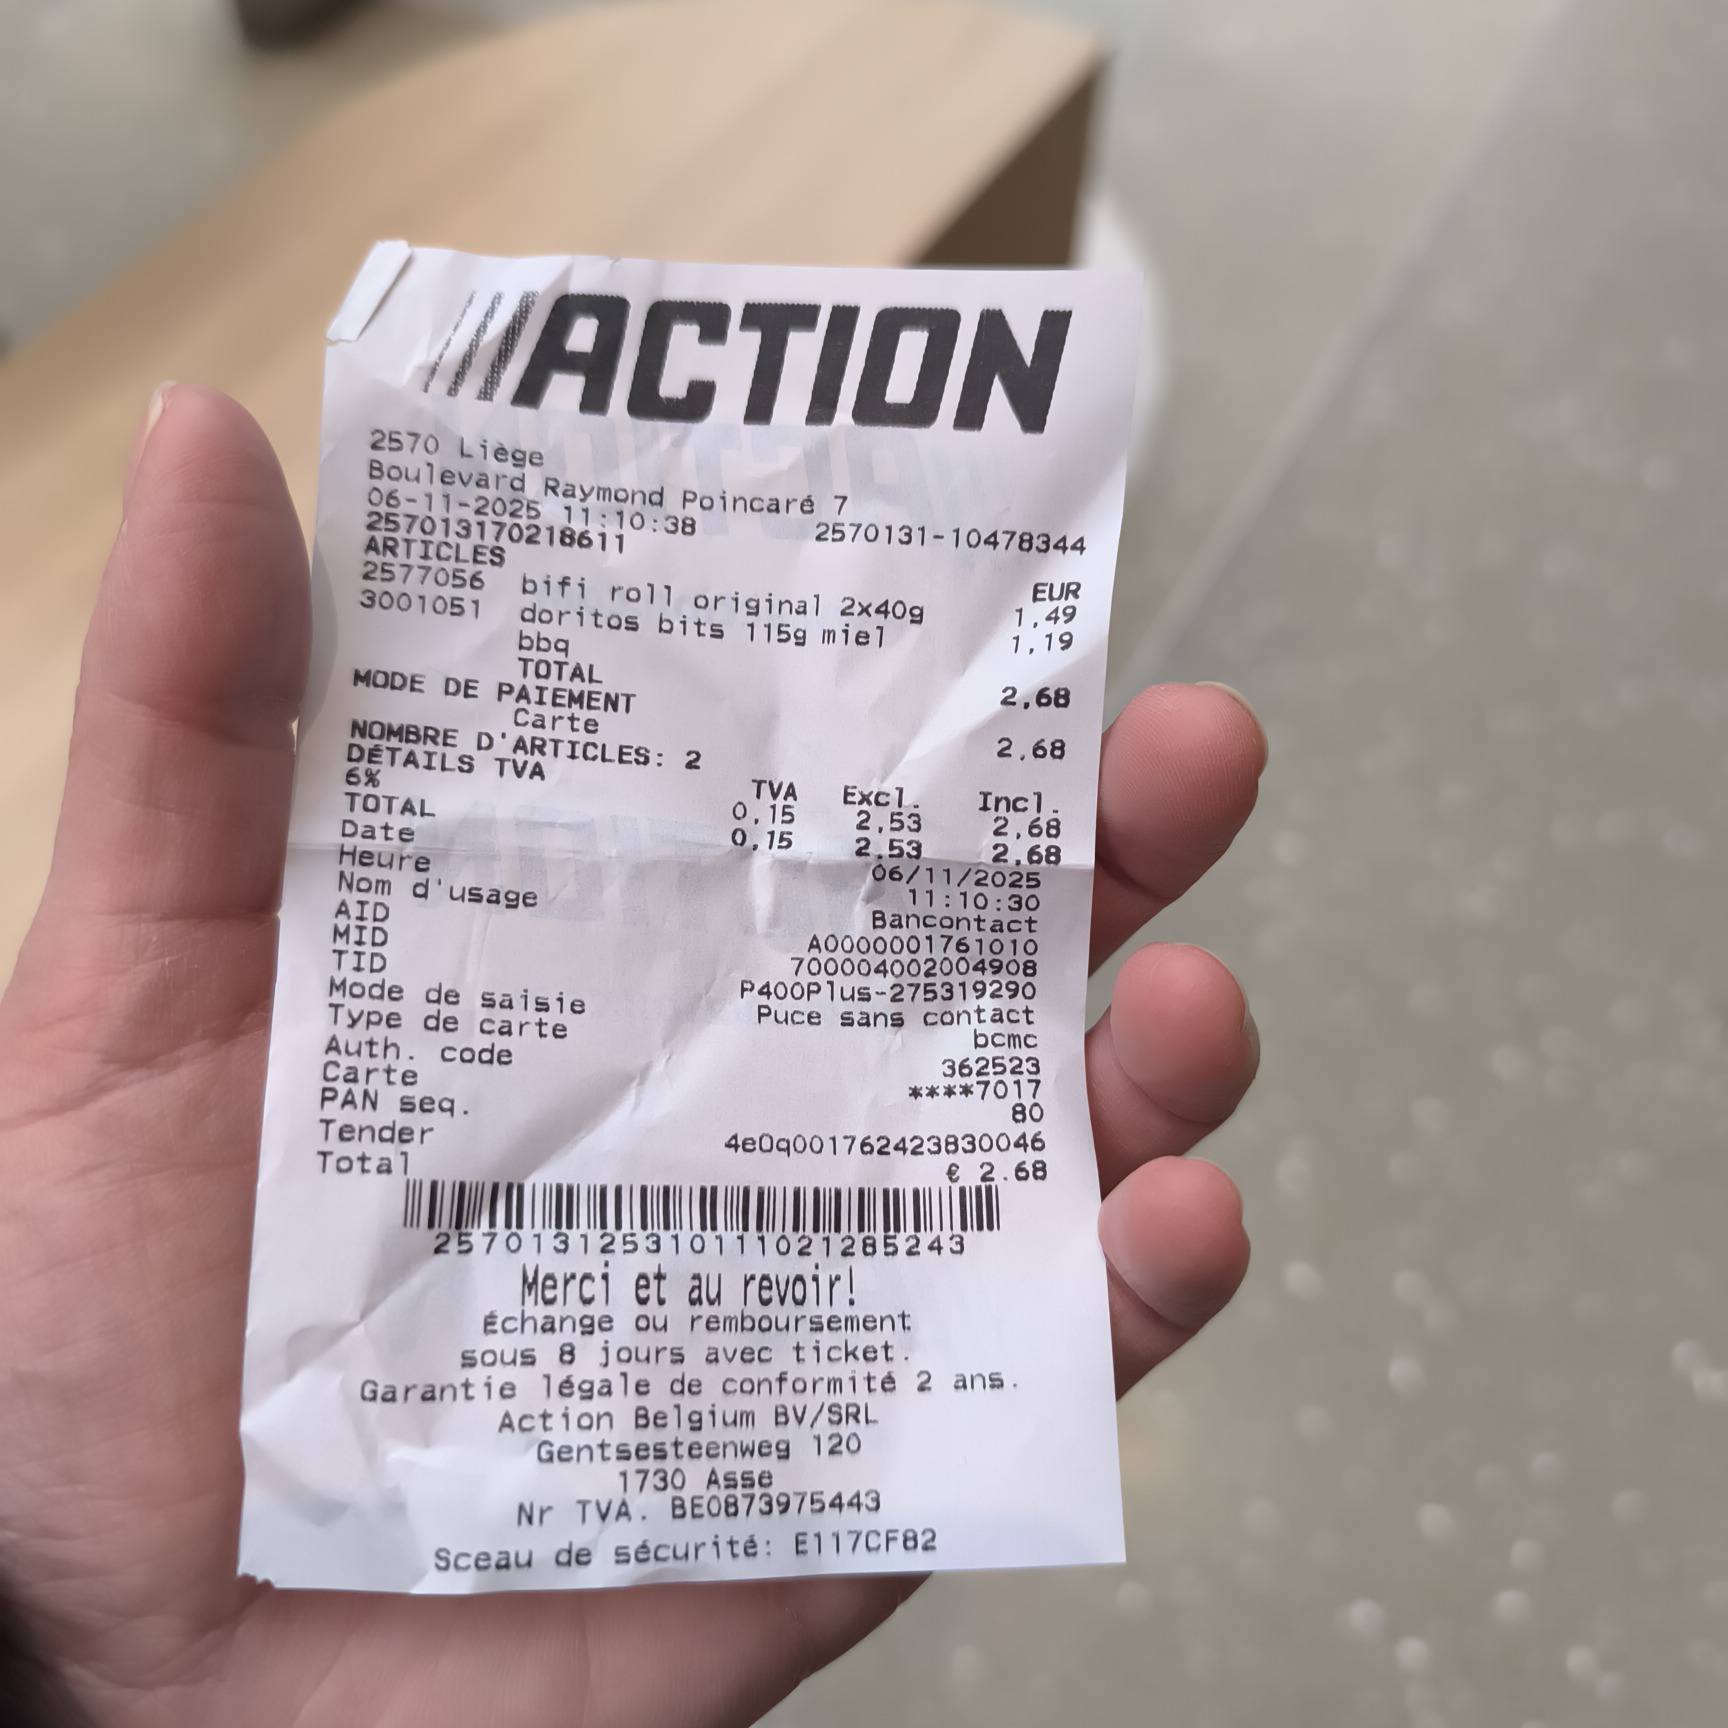 ACTION
2570 Liège
Boulevard Raymond Poincaré 7
06-11-2025 11:10:38 2570131-10478344
257013170218611
ARTICLES EUR
2577056 bifi roll original 2x40g 1,49
3001051 doritos bits 115g miel 1,19
bbq
TOTAL 2,68
MODE DE PAIEMENT
Carte 2,68
NOMBRE D'ARTICLES: 2
DÉTAILS TVA TVA Excl. Incl.
6% 0,15 2,53 2,68
TOTAL 0,15 2,53 2,68
Date 06/11/2025
Heure 11:10:30
Nom d'usage Bancontact
AID A0000001761010
MID 700004002004908
TID P400Plus-275319290
Mode de saisie Puce sans contact
Type de carte bcmc
Auth. code 362523
Carte ****7017
PAN seq. 80
Tender 4e0q001762423830046
Total € 2.68
257013125310111021285243
Merci et au revoir!
Échange ou remboursement
sous 8 jours avec ticket.
Garantie légale de conformité 2 ans.
Action Belgium BV/SRL
Gentsesteenweg 120
1730 Asse
Nr TVA. BE0873975443
Sceau de sécurité: E117CF82